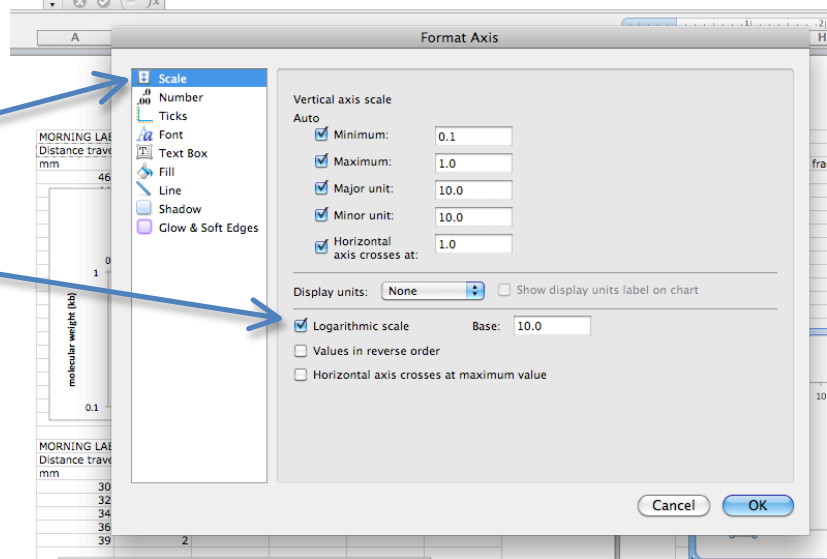 fx
1
2
A
H
Format Axis
Scale
Number
Ticks
Font
Text Box
Fill
Line
Shadow
Glow & Soft Edges
Vertical axis scale
Auto
Minimum: 0.1
Maximum: 1.0
Major unit: 10.0
Minor unit: 10.0
Horizontal
axis crosses at: 1.0
Display units: None Show display units label on chart
Logarithmic scale Base: 10.0
Values in reverse order
Horizontal axis crosses at maximum value
Cancel OK
MORNING LAB
Distance trave
mm
46
fra
0
1
molecular weight (kb)
0.1
10
MORNING LAB
Distance trave
mm
30
32
34
36
39 2